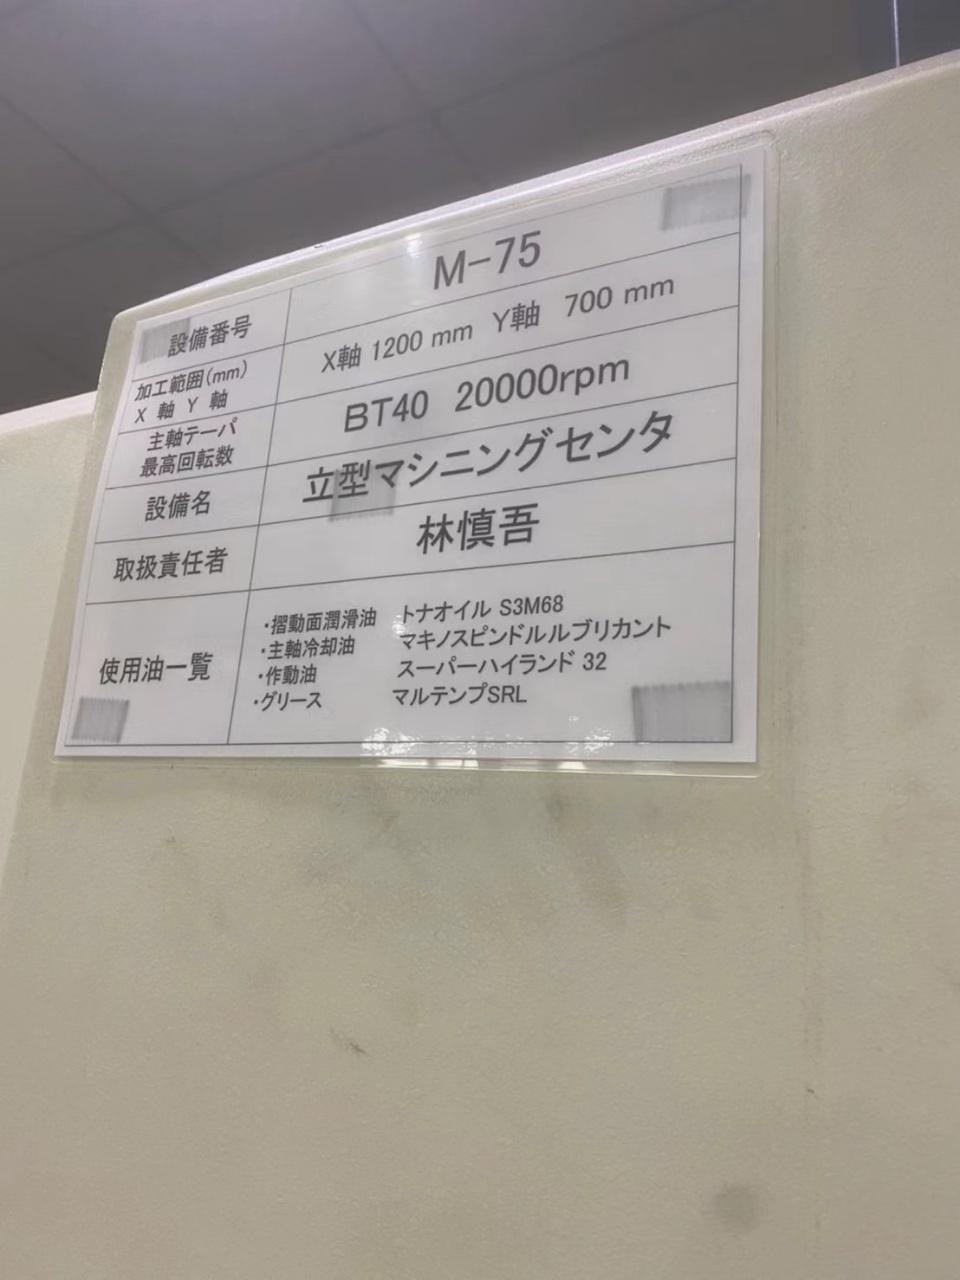 設備番号 M-75
加工範囲(mm)
X 軸 Y 軸
X軸 1200 mm Y軸 700 mm
主軸テーパ
最高回転数
BT40 20000rpm
設備名 立型マシニングセンタ
取扱責任者 林慎吾
使用油一覧
・摺動面潤滑油 トナオイル S3M68
・主軸冷却油 マキノスピンドルルブリカント
・作動油 スーパーハイランド 32
・グリース マルテンプSRL